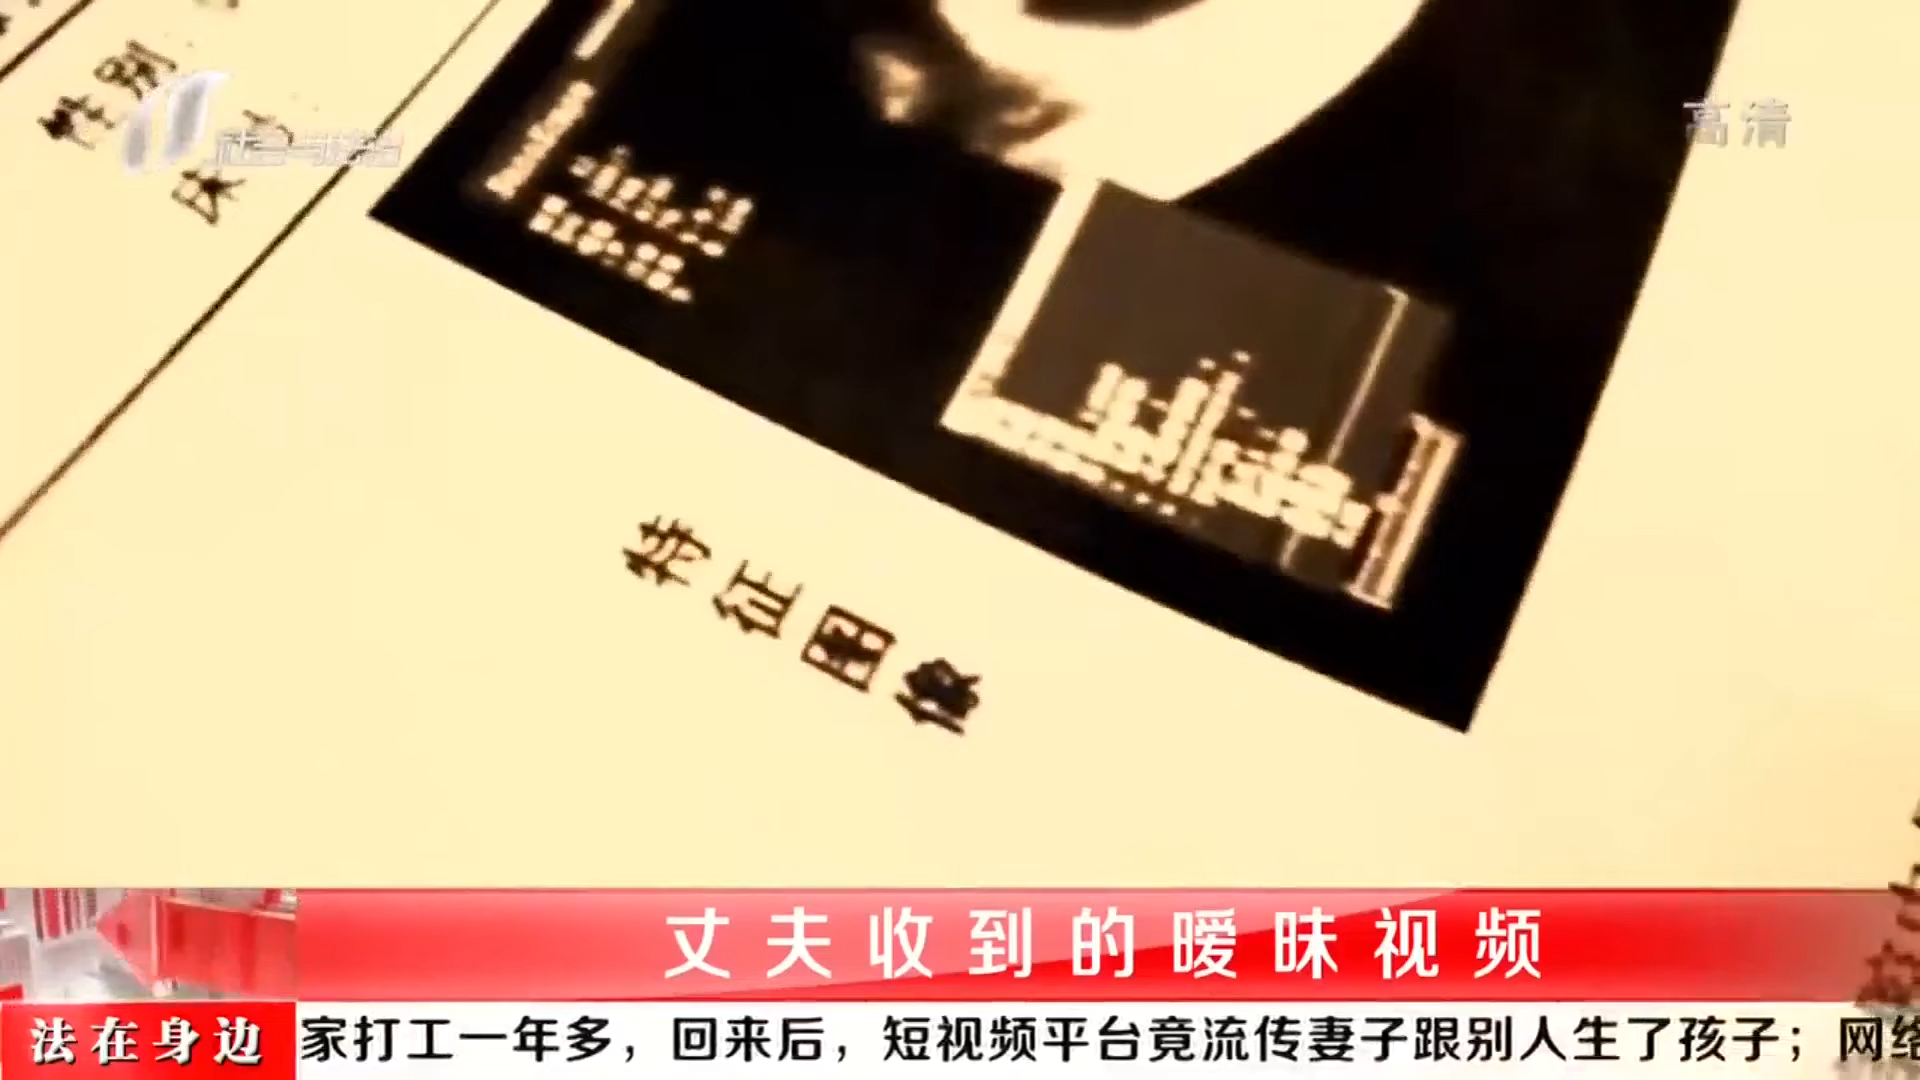 性别
床
高清
特征图像
丈夫收到的暧昧视频
法在身边
家打工一年多，回来后，短视频平台竟流传妻子跟别人生了孩子；网络